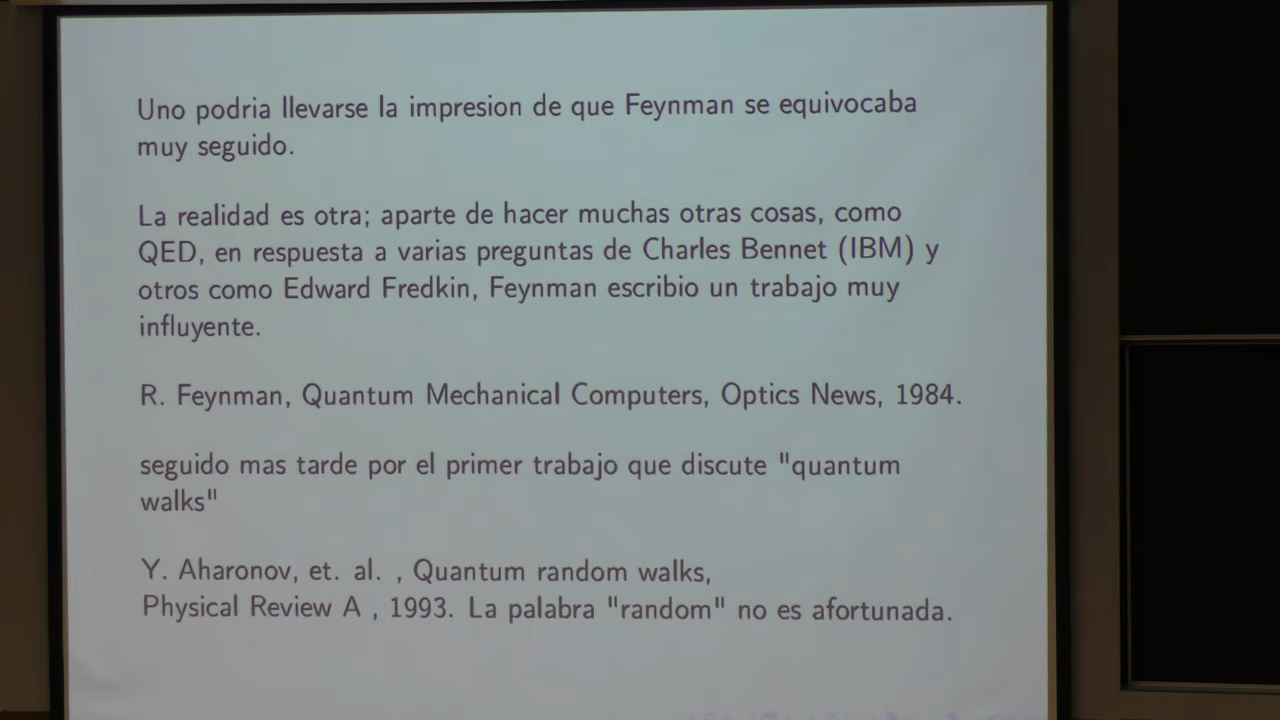 Uno podria llevarse la impresion de que Feynman se equivocaba
muy seguido.
La realidad es otra; aparte de hacer muchas otras cosas, como
QED, en respuesta a varias preguntas de Charles Bennet (IBM) y
otros como Edward Fredkin, Feynman escribio un trabajo muy
influyente.
R. Feynman, Quantum Mechanical Computers, Optics News, 1984.
seguido mas tarde por el primer trabajo que discute "quantum
walks"
Y. Aharonov, et. al. , Quantum random walks,
Physical Review A , 1993. La palabra "random" no es afortunada.